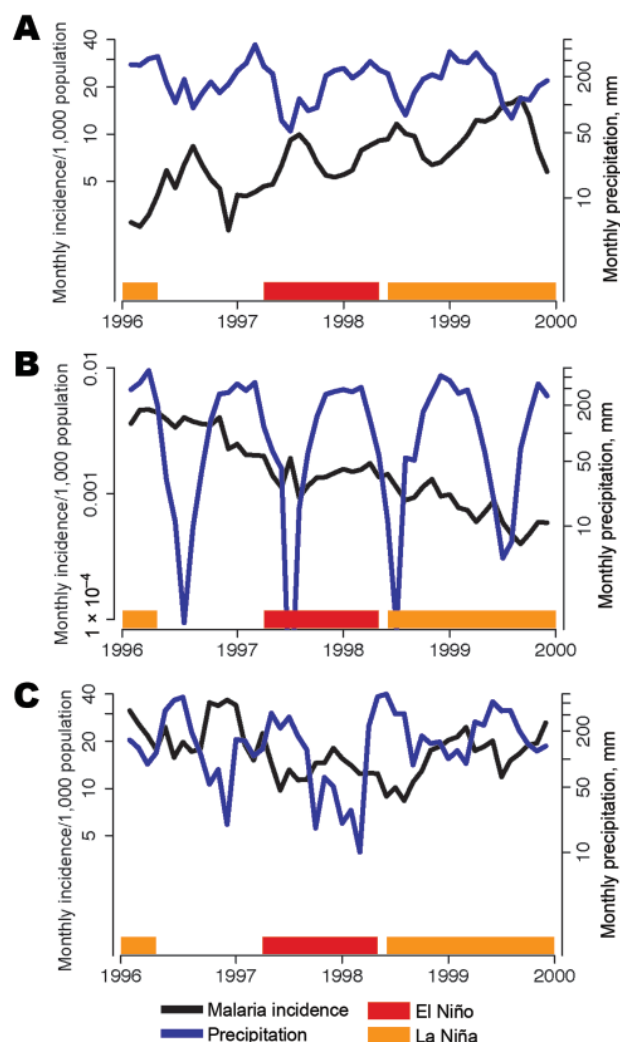 A
Monthly incidence/1,000 population
40
20
10
5
200
50
10
Monthly precipitation, mm
1996
1997
1998
1999
2000
B
Monthly incidence/1,000 population
0.01
0.001
1 × 10⁻⁴
200
50
10
Monthly precipitation, mm
1996
1997
1998
1999
2000
C
Monthly incidence/1,000 population
40
20
10
5
200
50
10
Monthly precipitation, mm
1996
1997
1998
1999
2000
Malaria incidence
El Niño
Precipitation
La Niña